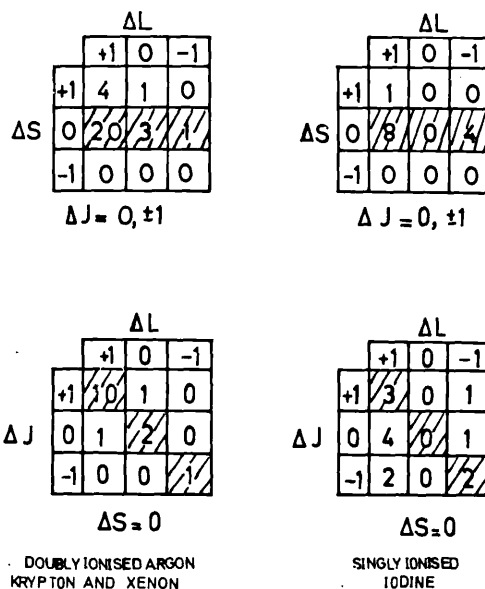 ΔL
+1 0 -1
+1 4 1 0
ΔS 0 20 3 1
-1 0 0 0
ΔJ = 0, ±1
ΔL
+1 0 -1
+1 1 0 0
ΔS 0 8 0 4
-1 0 0 0
ΔJ = 0, ±1
ΔL
+1 0 -1
+1 10 1 0
ΔJ 0 1 2 0
-1 0 0 1
ΔS = 0
DOUBLY IONISED ARGON
KRYPTON AND XENON
ΔL
+1 0 -1
+1 3 0 1
ΔJ 0 4 0 1
-1 2 0 2
ΔS = 0
SINGLY IONISED
IODINE